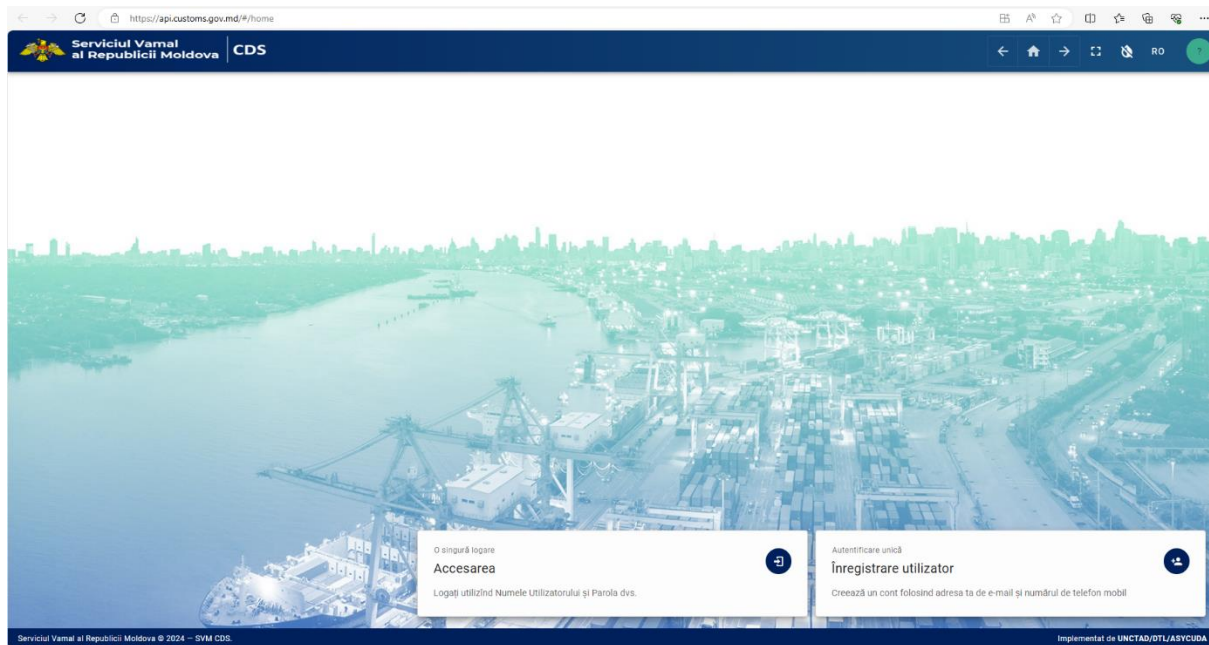 https://api.customs.gov.md/#/home
Serviciul Vamal
al Republicii Moldova
CDS
RO
?
O singură logare
Accesarea
Logați utilizînd Numele Utilizatorului și Parola dvs.
Autentificare unică
Înregistrare utilizator
Creează un cont folosind adresa ta de e-mail și numărul de telefon mobil
Serviciul Vamal al Republicii Moldova © 2024 — SVM CDS.
Implementat de UNCTAD/DTL/ASYCUDA